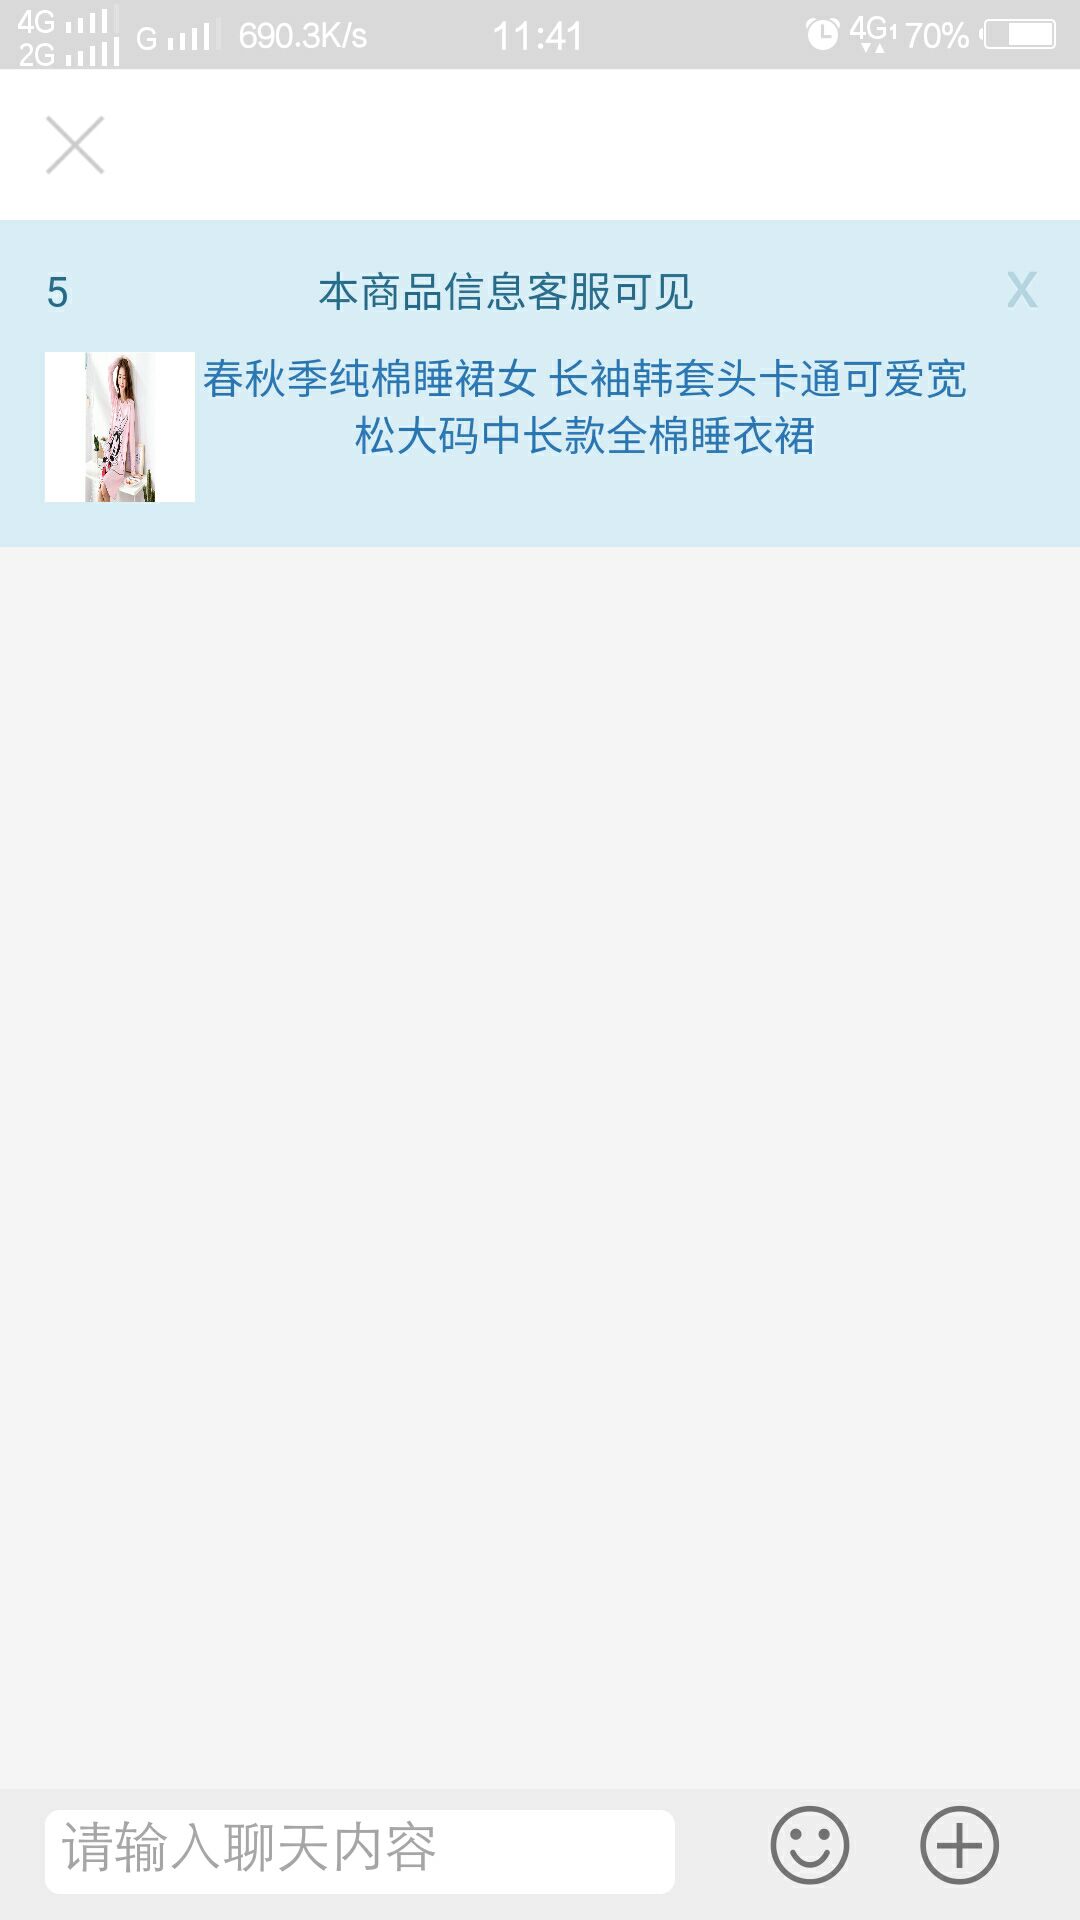 4G
2G
G
690.3K/s
11:41
4G1
70%
5
本商品信息客服可见
X
春秋季纯棉睡裙女 长袖韩套头卡通可爱宽
松大码中长款全棉睡衣裙
请输入聊天内容